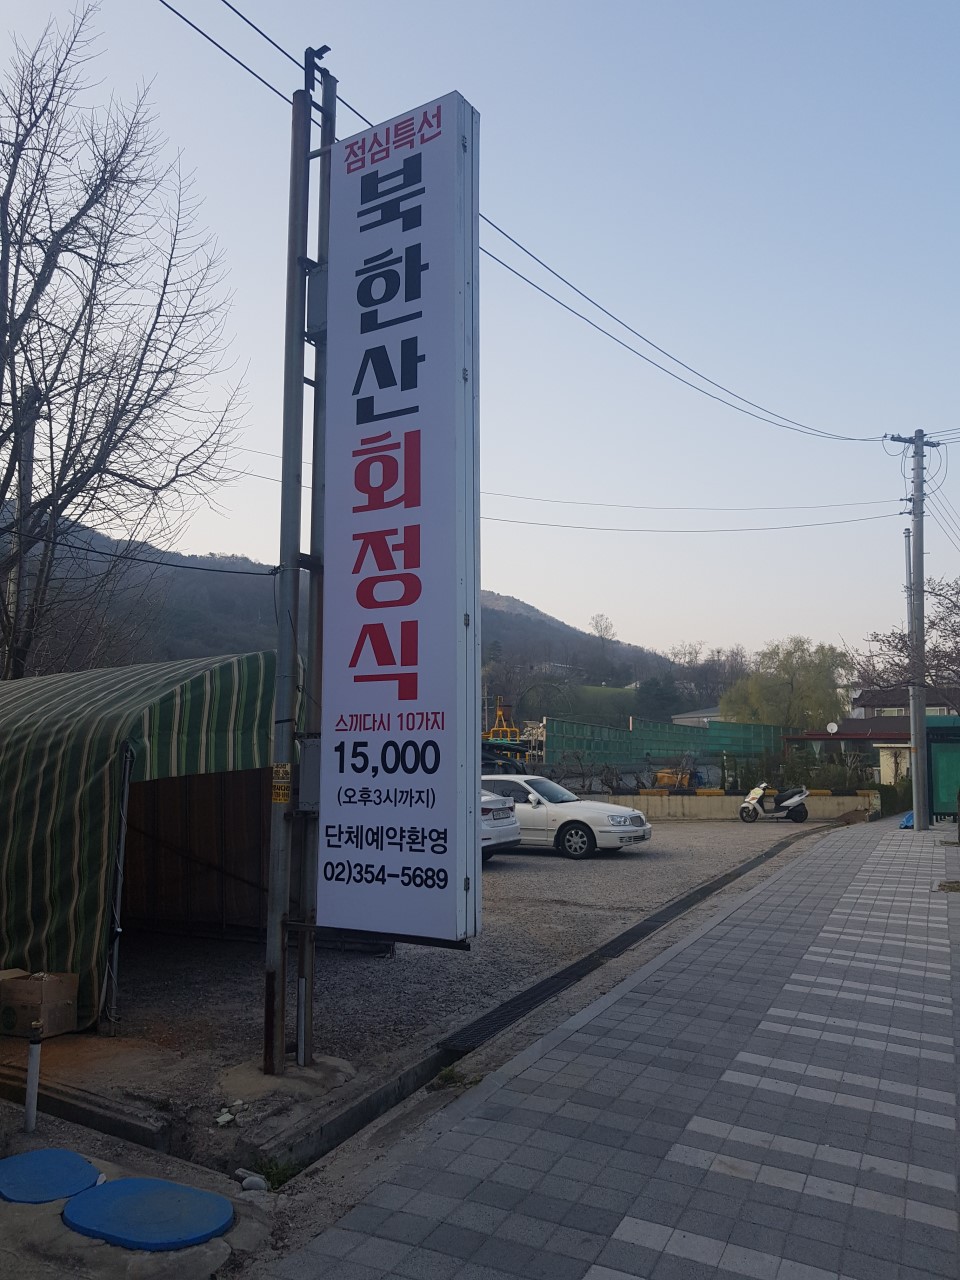 점심특선
북한산회정식
스끼다시 10가지
15,000
(오후3시까지)
단체예약환영
02)354-5689